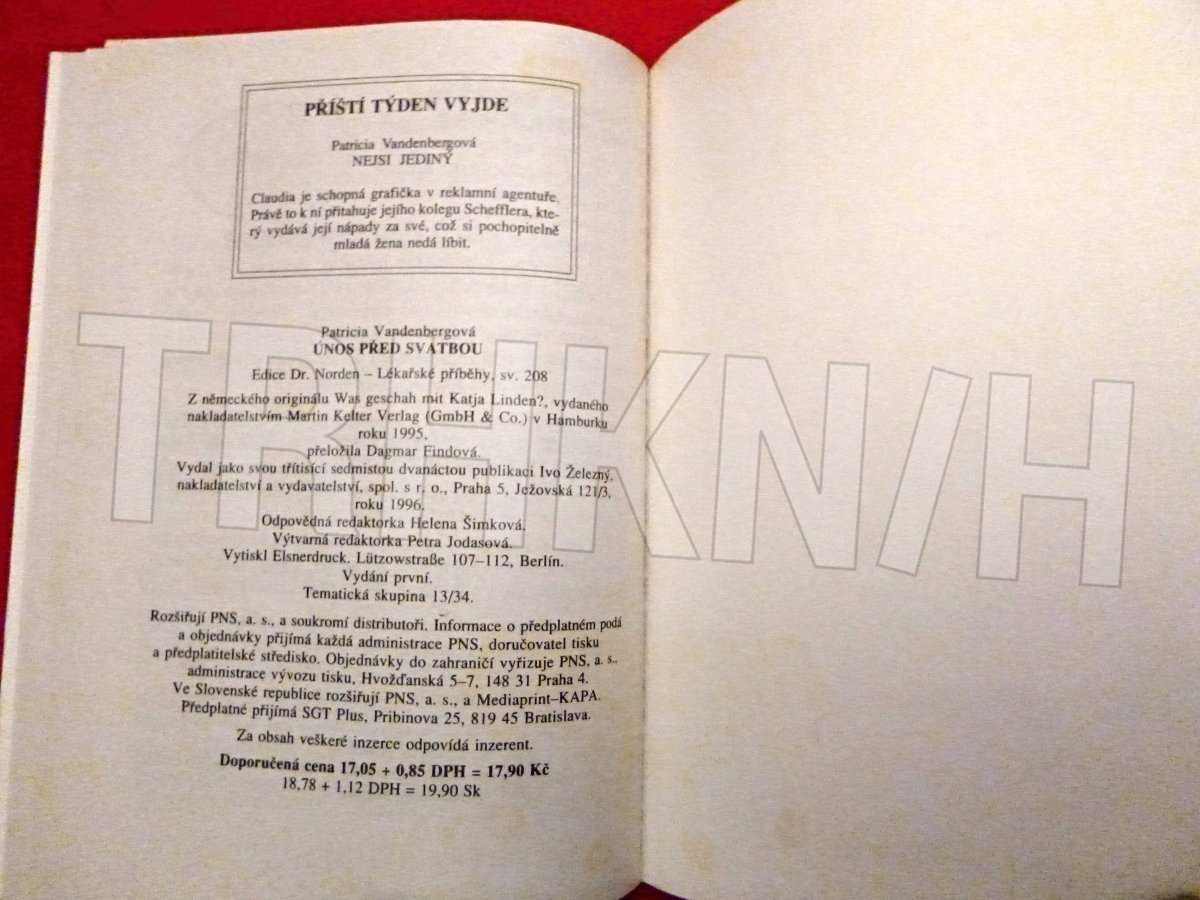 PŘÍŠTÍ TÝDEN VYJDE
Patricia Vandenbergová
NEJSI JEDINÝ
Claudia je schopná grafička v reklamní agentuře.
Právě to k ní přitahuje jejího kolegu Schefflera, kte-
rý vydává její nápady za své, což si pochopitelně
mladá žena nedá líbit.
Patricia Vandenbergová
ÚNOS PŘED SVATBOU
Edice Dr. Norden – Lékařské příběhy, sv. 208
Z německého originálu Was geschah mit Katja Linden?, vydaného
nakladatelstvím Martin Kelter Verlag (GmbH & Co.) v Hamburku
roku 1995,
přeložila Dagmar Findová.
Vydal jako svou třítisící sedmistou dvanáctou publikaci Ivo Železný,
nakladatelství a vydavatelství, spol. s r. o., Praha 5, Ježovská 121/3,
roku 1996.
Odpovědná redaktorka Helena Šimková.
Výtvarná redaktorka Petra Jodasová.
Vytiskl Elsnerdruck. Lützowstraße 107–112, Berlín.
Vydání první.
Tematická skupina 13/34.
Rozšiřují PNS, a. s., a soukromí distributoři. Informace o předplatném podá
a objednávky přijímá každá administrace PNS, doručovatel tisku
a předplatitelské středisko. Objednávky do zahraničí vyřizuje PNS, a. s.,
administrace vývozu tisku, Hvožďanská 5–7, 148 31 Praha 4.
Ve Slovenské republice rozšiřují PNS, a. s., a Mediaprint–KAPA.
Předplatné přijímá SGT Plus, Pribinova 25, 819 45 Bratislava.
Za obsah veškeré inzerce odpovídá inzerent.
Doporučená cena 17,05 + 0,85 DPH = 17,90 Kč
18,78 + 1,12 DPH = 19,90 Sk
TRHKN/H